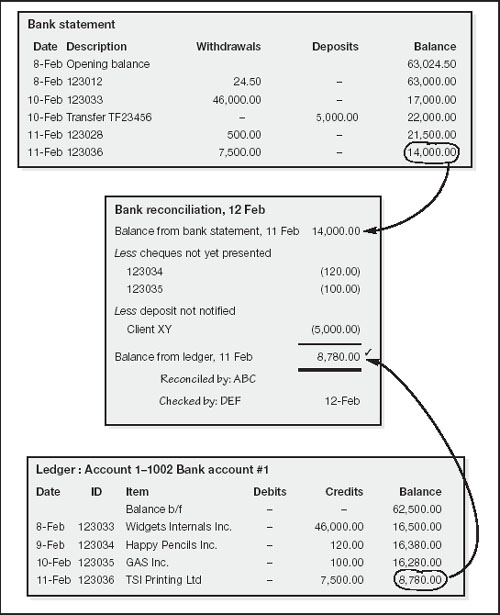 Bank statement
Date Description Withdrawals Deposits Balance
8-Feb Opening balance 63,024.50
8-Feb 123012 24.50 – 63,000.00
10-Feb 123033 46,000.00 – 17,000.00
10-Feb Transfer TF23456 – 5,000.00 22,000.00
11-Feb 123028 500.00 – 21,500.00
11-Feb 123036 7,500.00 – 14,000.00
Bank reconciliation, 12 Feb
Balance from bank statement, 11 Feb 14,000.00
Less cheques not yet presented
123034 (120.00)
123035 (100.00)
Less deposit not notified
Client XY (5,000.00)
Balance from ledger, 11 Feb 8,780.00 ✓
Reconciled by: ABC
Checked by: DEF 12-Feb
Ledger : Account 1–1002 Bank account #1
Date ID Item Debits Credits Balance
Balance b/f – – 62,500.00
8-Feb 123033 Widgets Internals Inc. – 46,000.00 16,500.00
9-Feb 123034 Happy Pencils Inc. – 120.00 16,380.00
10-Feb 123035 GAS Inc. – 100.00 16,280.00
11-Feb 123036 TSI Printing Ltd – 7,500.00 8,780.00